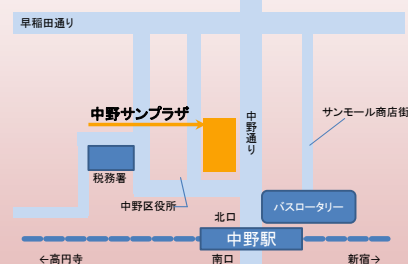 早稲田通り
中野サンプラザ
中野通り
サンモール商店街
税務署
中野区役所
北口
バスロータリー
中野駅
←高円寺
南口
新宿→